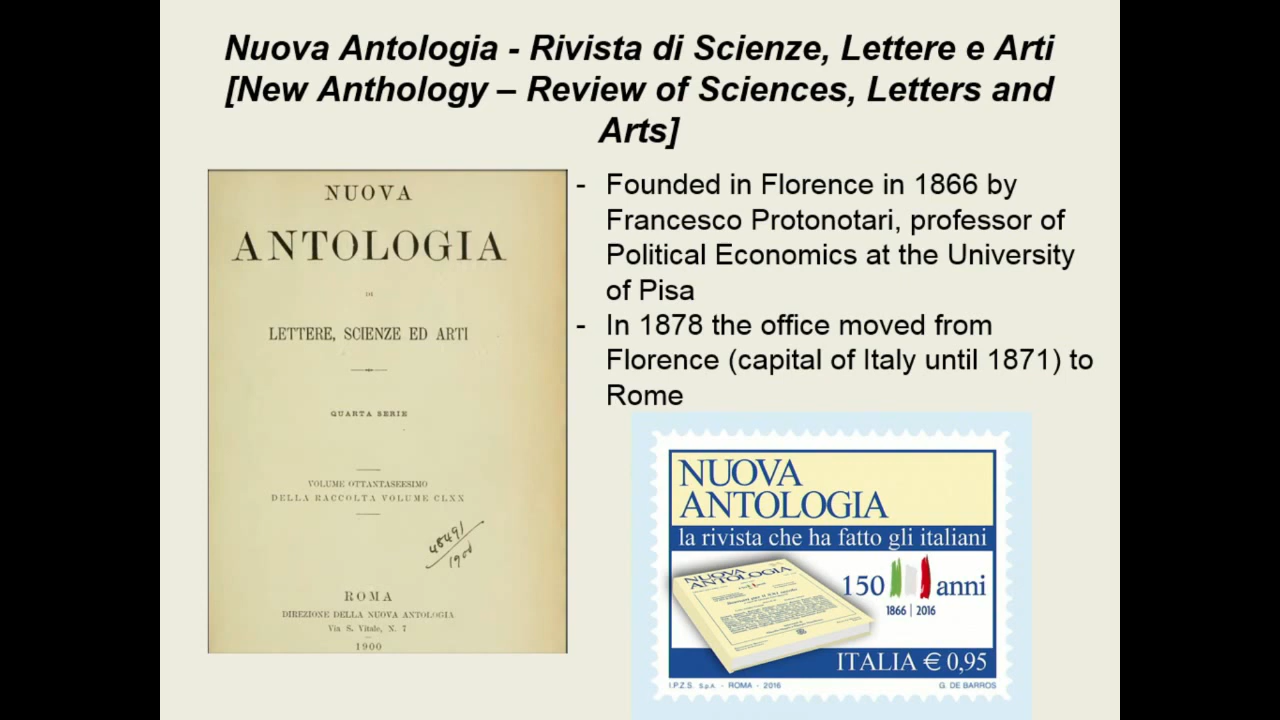 Nuova Antologia - Rivista di Scienze, Lettere e Arti
[New Anthology – Review of Sciences, Letters and
Arts]
NUOVA
ANTOLOGIA
DI
LETTERE, SCIENZE ED ARTI
QUARTA SERIE
VOLUME OTTANTASEESIMO
DELLA RACCOLTA VOLUME CLXX
48491
1900
ROMA
DIREZIONE DELLA NUOVA ANTOLOGIA
Via S. Vitale, N. 7
1900
- Founded in Florence in 1866 by
Francesco Protonotari, professor of
Political Economics at the University
of Pisa
- In 1878 the office moved from
Florence (capital of Italy until 1871) to
Rome
NUOVA
ANTOLOGIA
la rivista che ha fatto gli italiani
NUOVA
ANTOLOGIA
150 anni
1866 | 2016
ITALIA € 0,95
I.P.Z.S. S.p.A. - ROMA - 2016
G. DE BARROS